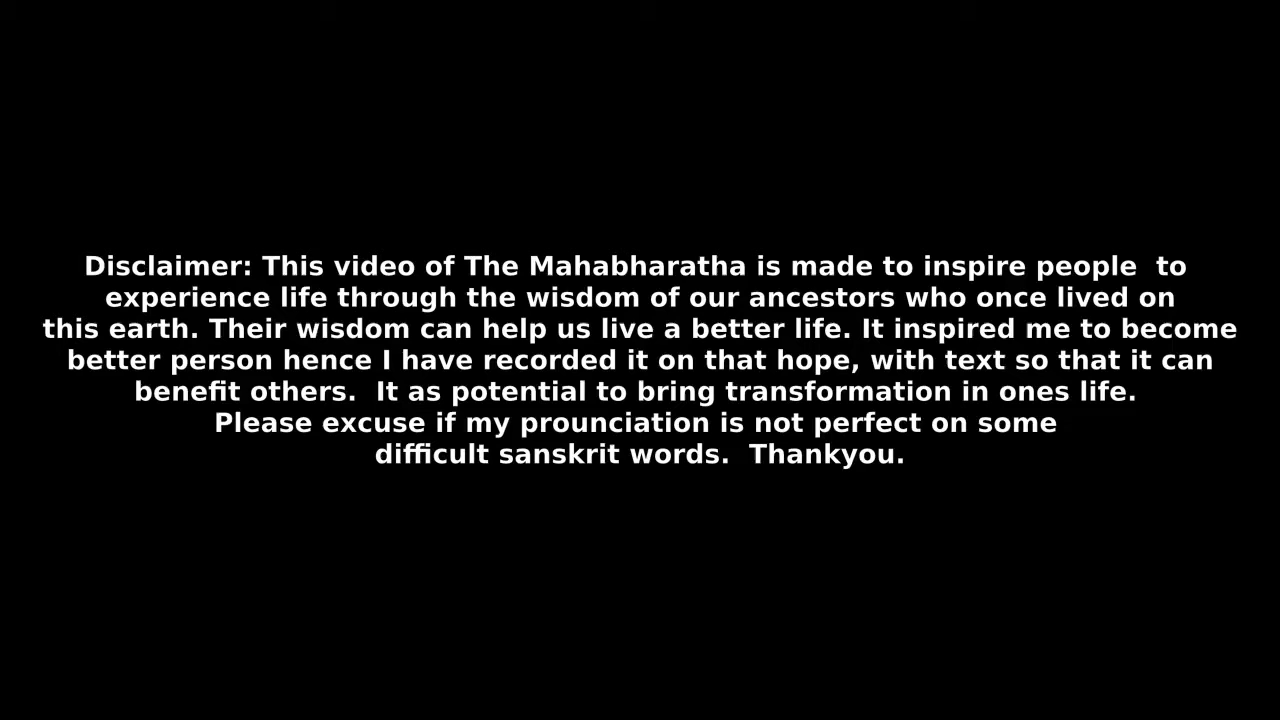 Disclaimer: This video of The Mahabharatha is made to inspire people  to
experience life through the wisdom of our ancestors who once lived on
this earth. Their wisdom can help us live a better life. It inspired me to become
better person hence I have recorded it on that hope, with text so that it can
benefit others.  It as potential to bring transformation in ones life.
Please excuse if my prounciation is not perfect on some
difficult sanskrit words.  Thankyou.